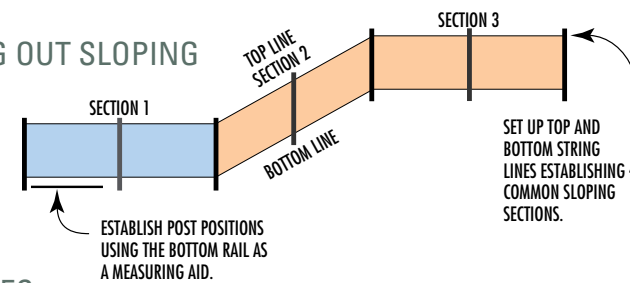 G OUT SLOPING
SECTION 3
TOP LINE
SECTION 2
SECTION 1
BOTTOM LINE
SET UP TOP AND
BOTTOM STRING
LINES ESTABLISHING
COMMON SLOPING
SECTIONS.
ESTABLISH POST POSITIONS
USING THE BOTTOM RAIL AS
A MEASURING AID.